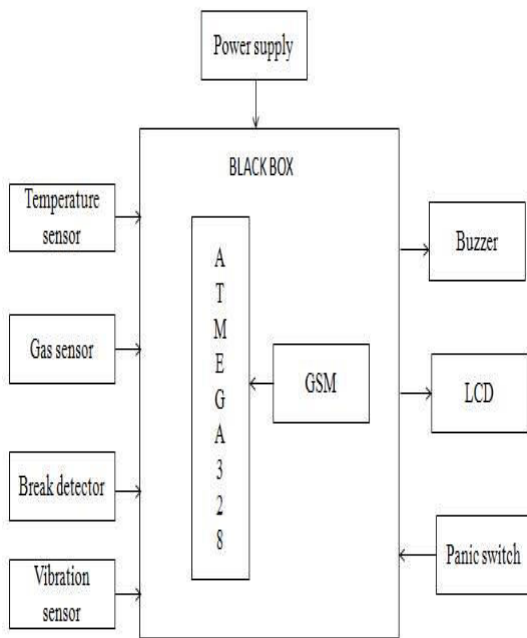 Power supply
BLACK BOX
Temperature
sensor
Gas sensor
Break detector
Vibration
sensor
A
T
M
E
G
A
3
2
8
GSM
Buzzer
LCD
Panic switch